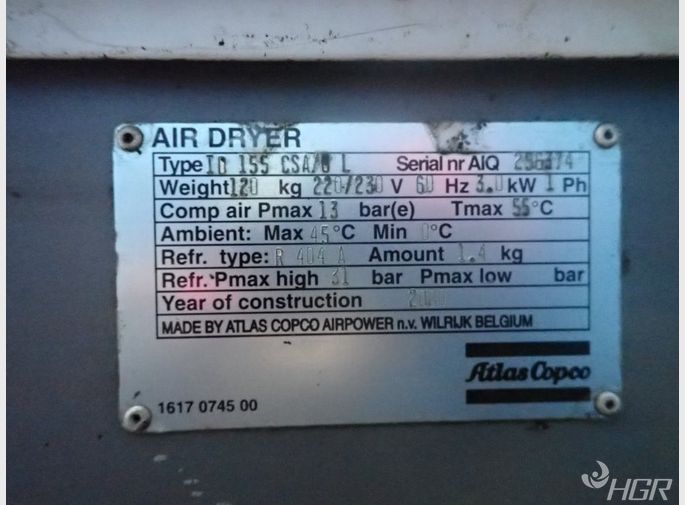 AIR DRYER
Type 155 CSA/ L Serial nr AIQ
Weight 120 kg 220/230 V 60 Hz 3.0 kW 1 Ph
Comp air Pmax 13 bar(e) Tmax 55°C
Ambient: Max 45°C Min 0°C
Refr. type: R 404 A Amount 1.4 kg
Refr. Pmax high 31 bar Pmax low bar
Year of construction
MADE BY ATLAS COPCO AIRPOWER n.v. WILRIJK BELGIUM
Atlas Copco
1617 0745 00
HGR